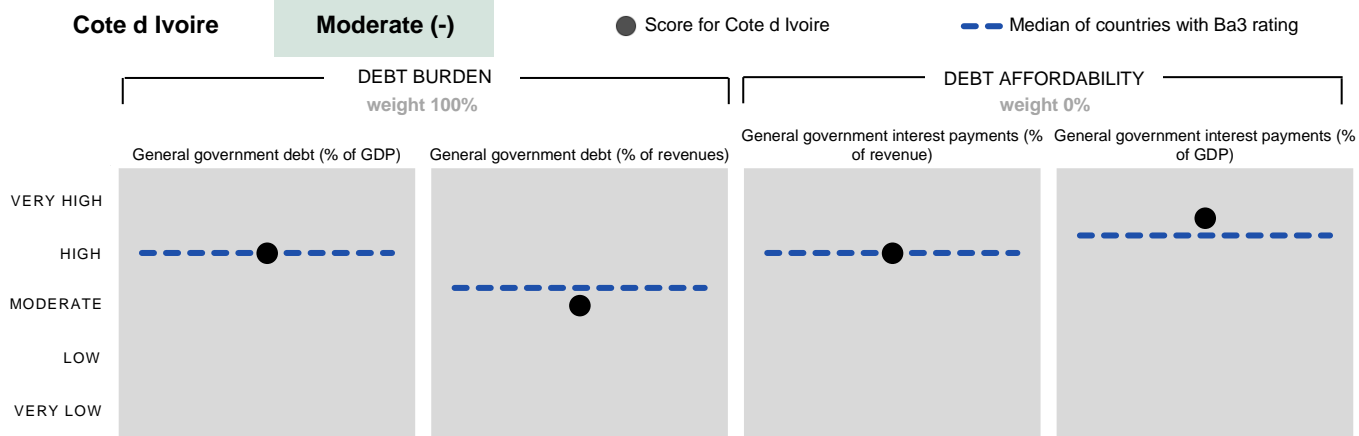 Cote d Ivoire
Moderate (-)
Score for Cote d Ivoire
Median of countries with Ba3 rating
DEBT BURDEN
weight 100%
DEBT AFFORDABILITY
weight 0%
General government debt (% of GDP)
General government debt (% of revenues)
General government interest payments (%
of revenue)
General government interest payments (%
of GDP)
VERY HIGH
HIGH
MODERATE
LOW
VERY LOW